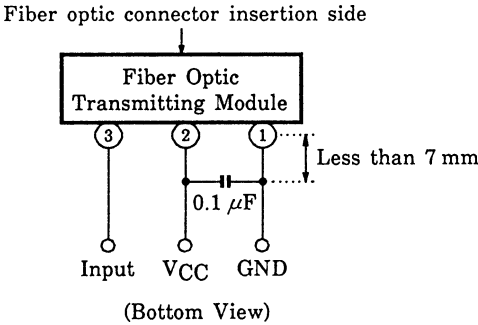 Fiber optic connector insertion side
Fiber Optic
Transmitting Module
3 2 1
Less than 7 mm
0.1 μF
Input VCC GND
(Bottom View)